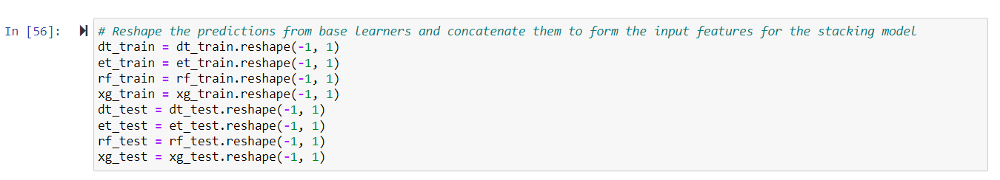 In [56]:
# Reshape the predictions from base learners and concatenate them to form the input features for the stacking model
dt_train = dt_train.reshape(-1, 1)
et_train = et_train.reshape(-1, 1)
rf_train = rf_train.reshape(-1, 1)
xg_train = xg_train.reshape(-1, 1)
dt_test = dt_test.reshape(-1, 1)
et_test = et_test.reshape(-1, 1)
rf_test = rf_test.reshape(-1, 1)
xg_test = xg_test.reshape(-1, 1)